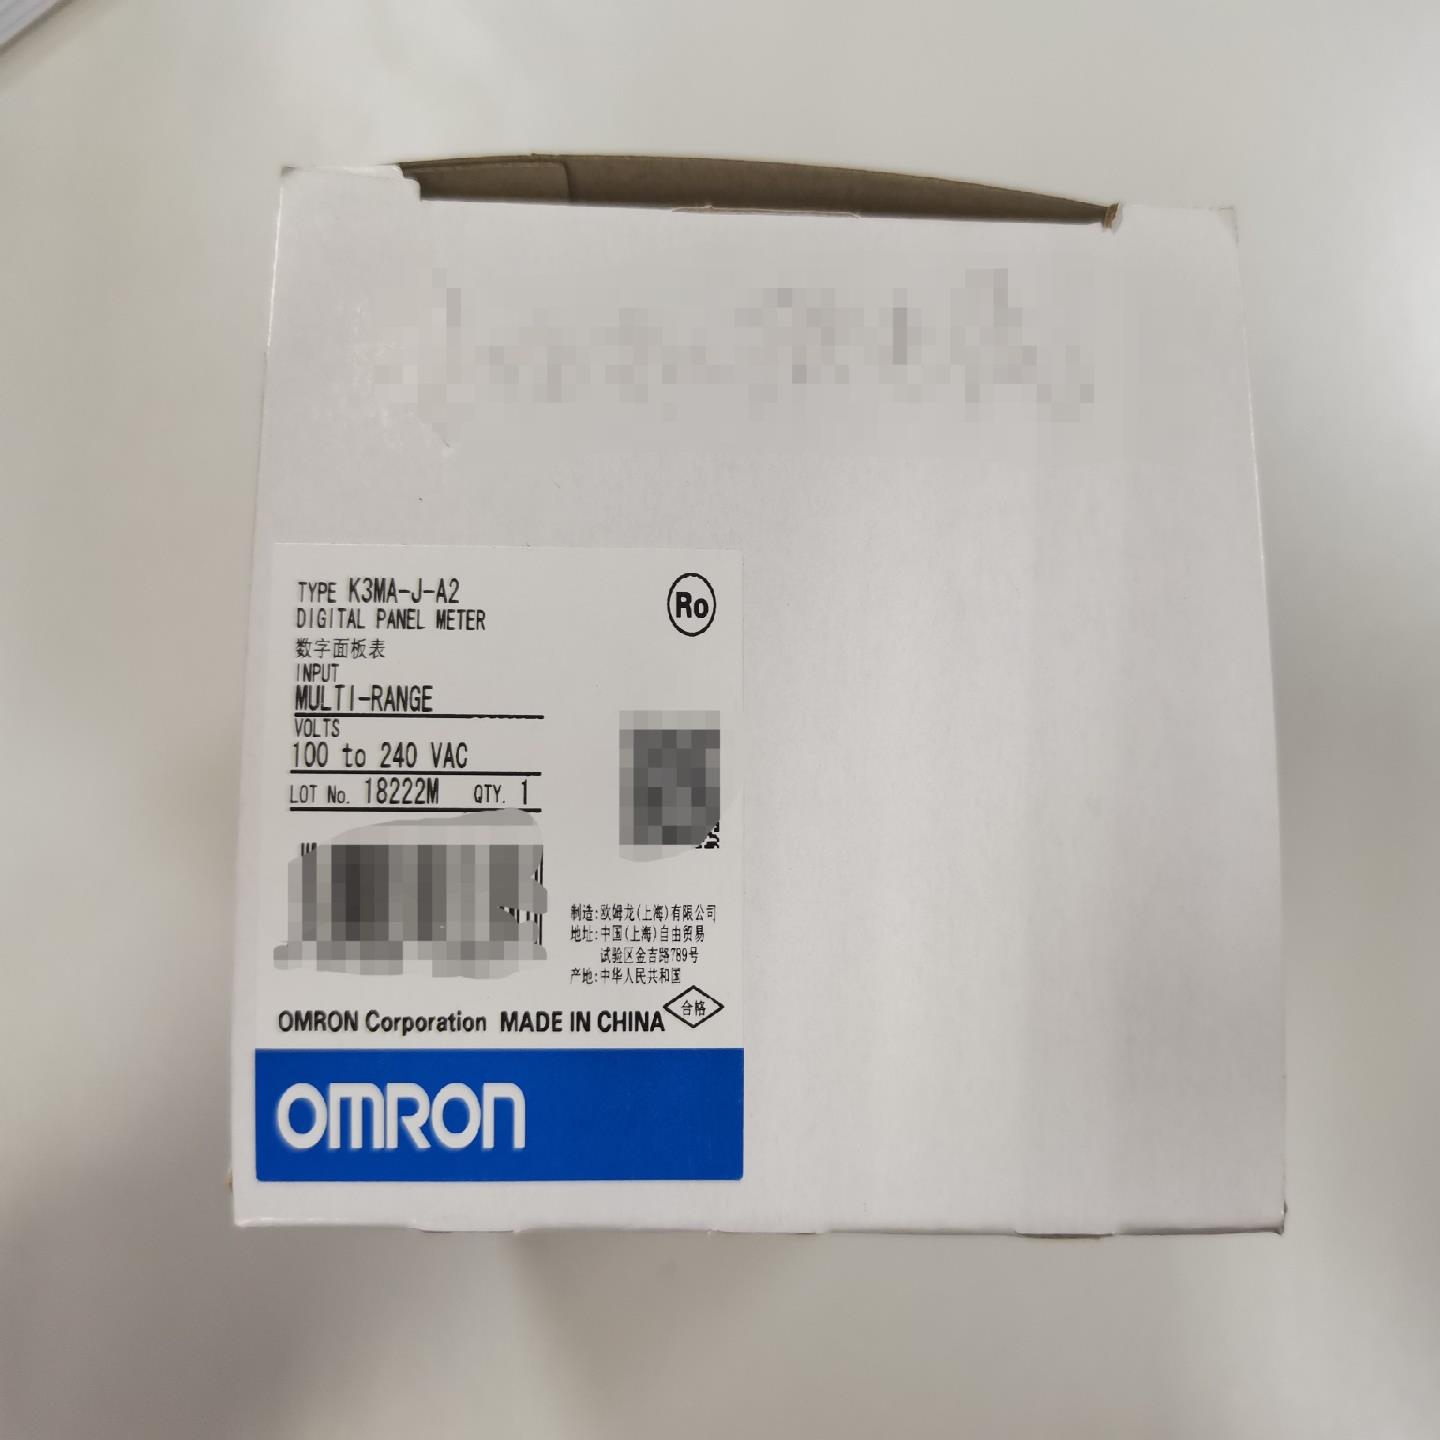 TYPE K3MA-J-A2
DIGITAL PANEL METER
Ro
数字面板表
INPUT
MULTI-RANGE
VOLTS
100 to 240 VAC
LOT No. 18222M QTY. 1
制造:欧姆龙(上海)有限公司
地址:中国(上海)自由贸易
试验区金吉路789号
产地:中华人民共和国
合格
OMRON Corporation MADE IN CHINA
OMRON